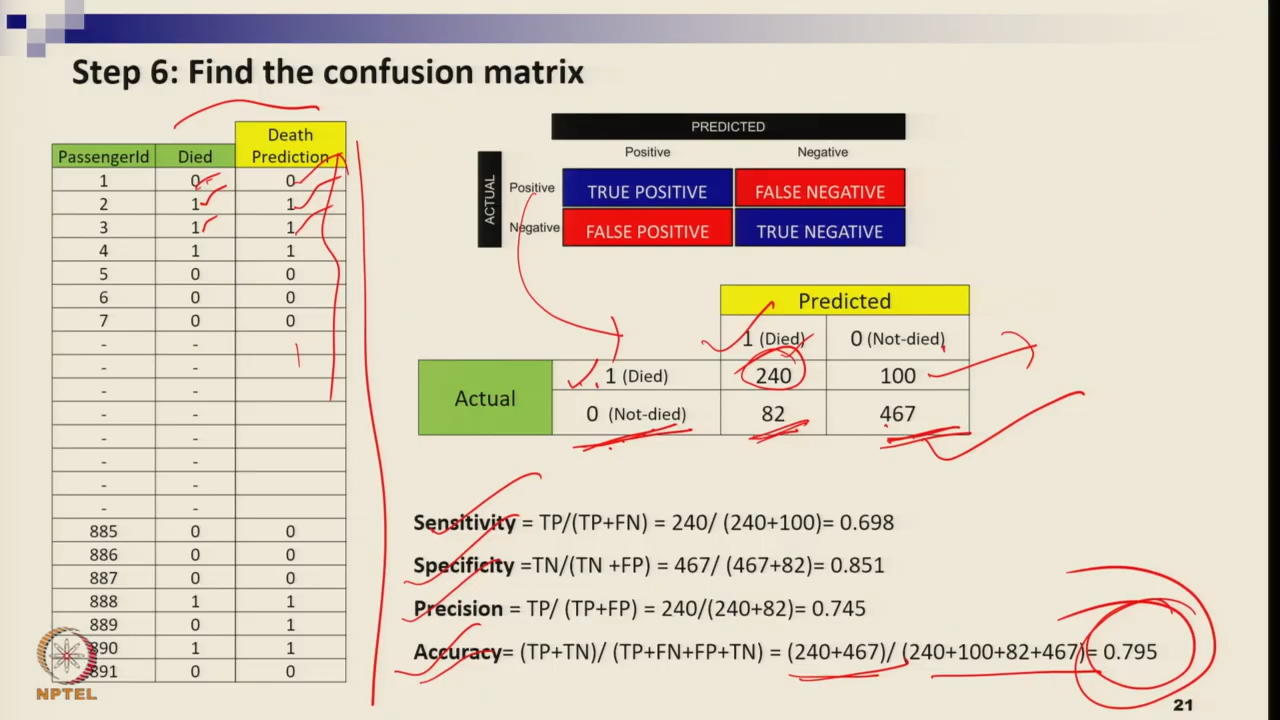 Step 6: Find the confusion matrix
PassengerId Died Death Prediction
1 0 0
2 1 1
3 1 1
4 1 1
5 0 0
6 0 0
7 0 0
- -
- -
- -
- -
- -
- -
- -
- -
885 0 0
886 0 0
887 0 0
888 1 1
889 0 1
890 1 1
891 0 0
PREDICTED
Positive Negative
ACTUAL
Positive TRUE POSITIVE FALSE NEGATIVE
Negative FALSE POSITIVE TRUE NEGATIVE
Predicted
1 (Died) 0 (Not-died)
Actual
1 (Died) 240 100
0 (Not-died) 82 467
Sensitivity = TP/(TP+FN) = 240/ (240+100)= 0.698
Specificity =TN/(TN +FP) = 467/ (467+82)= 0.851
Precision = TP/ (TP+FP) = 240/(240+82)= 0.745
Accuracy= (TP+TN)/ (TP+FN+FP+TN) = (240+467)/ (240+100+82+467)= 0.795
NPTEL
21